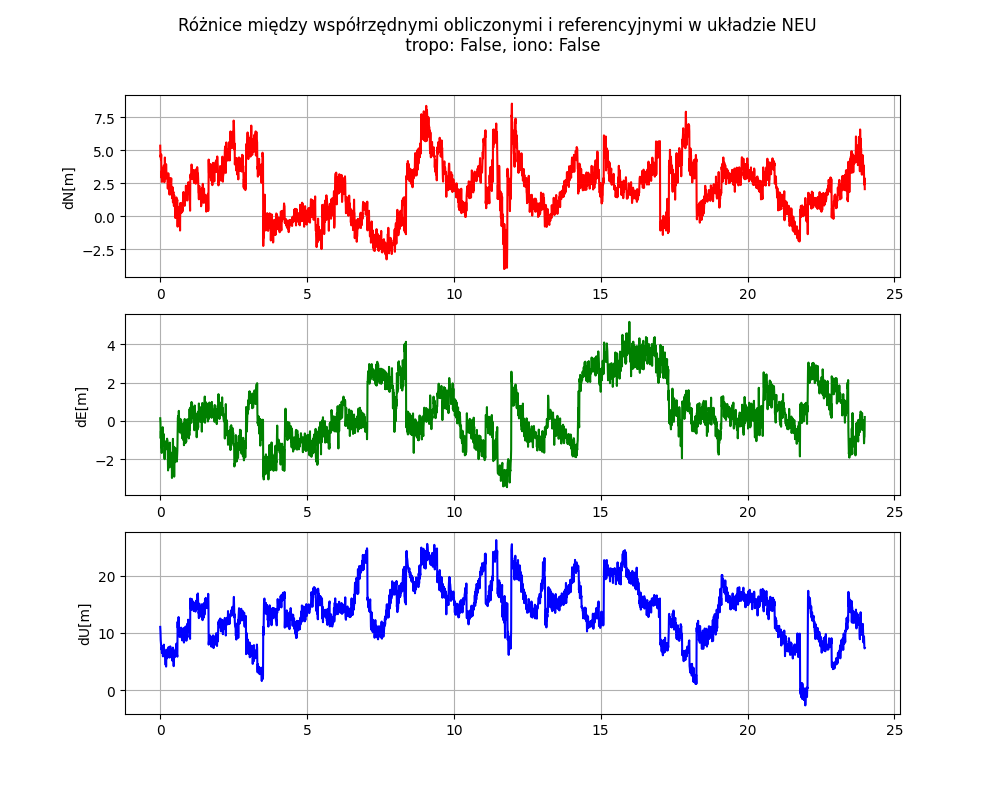 Różnice między współrzędnymi obliczonymi i referencyjnymi w układzie NEU
tropo: False, iono: False
dN[m]
7.5
5.0
2.5
0.0
−2.5
0 5 10 15 20 25
dE[m]
4
2
0
−2
0 5 10 15 20 25
dU[m]
20
10
0
0 5 10 15 20 25